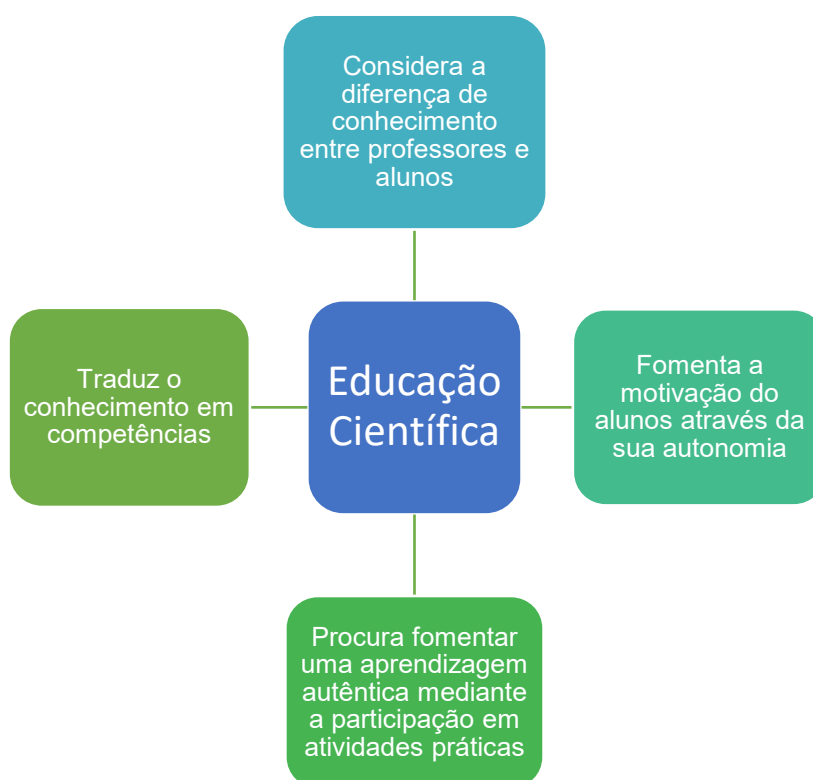 Considera a
diferença de
conhecimento
entre professores e
alunos
Traduz o
conhecimento em
competências
Educação
Científica
Fomenta a
motivação do
alunos através da
sua autonomia
Procura fomentar
uma aprendizagem
autêntica mediante
a participação em
atividades práticas